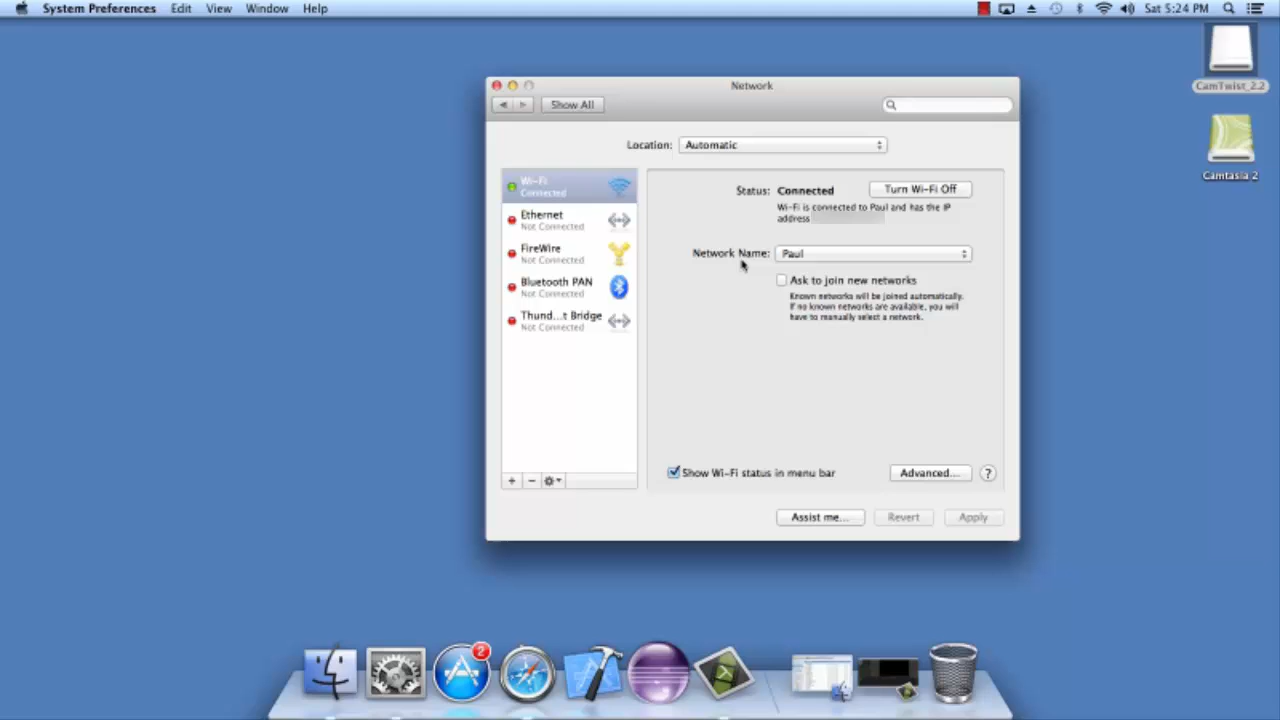 System Preferences Edit View Window Help
Sat 5:24 PM
CamTwist_2.2
Camtasia 2
Network
Show All
Location: Automatic
Wi-Fi
Connected
Ethernet
Not Connected
FireWire
Not Connected
Bluetooth PAN
Not Connected
Thund...t Bridge
Not Connected
Status: Connected
Turn Wi-Fi Off
Wi-Fi is connected to Paul and has the IP
address
Network Name: Paul
Ask to join new networks
Known networks will be joined automatically.
If no known networks are available, you will
have to manually select a network.
Show Wi-Fi status in menu bar
Advanced...
?
Assist me...
Revert
Apply
2